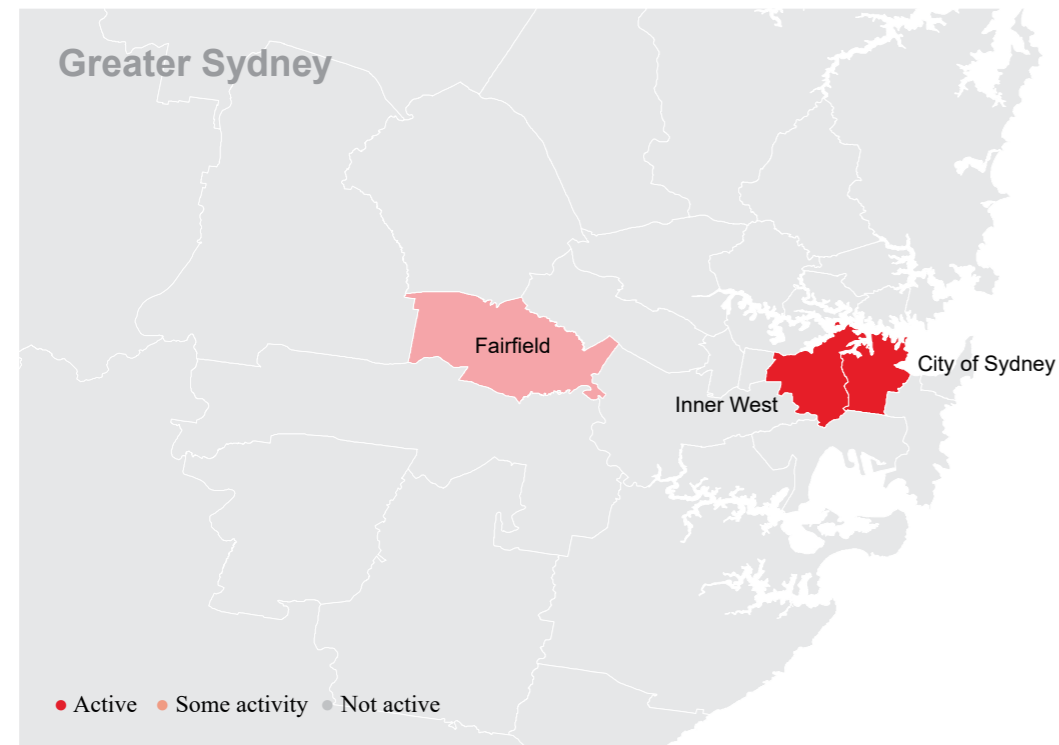 Greater Sydney
Fairfield
City of Sydney
Inner West
Active Some activity Not active